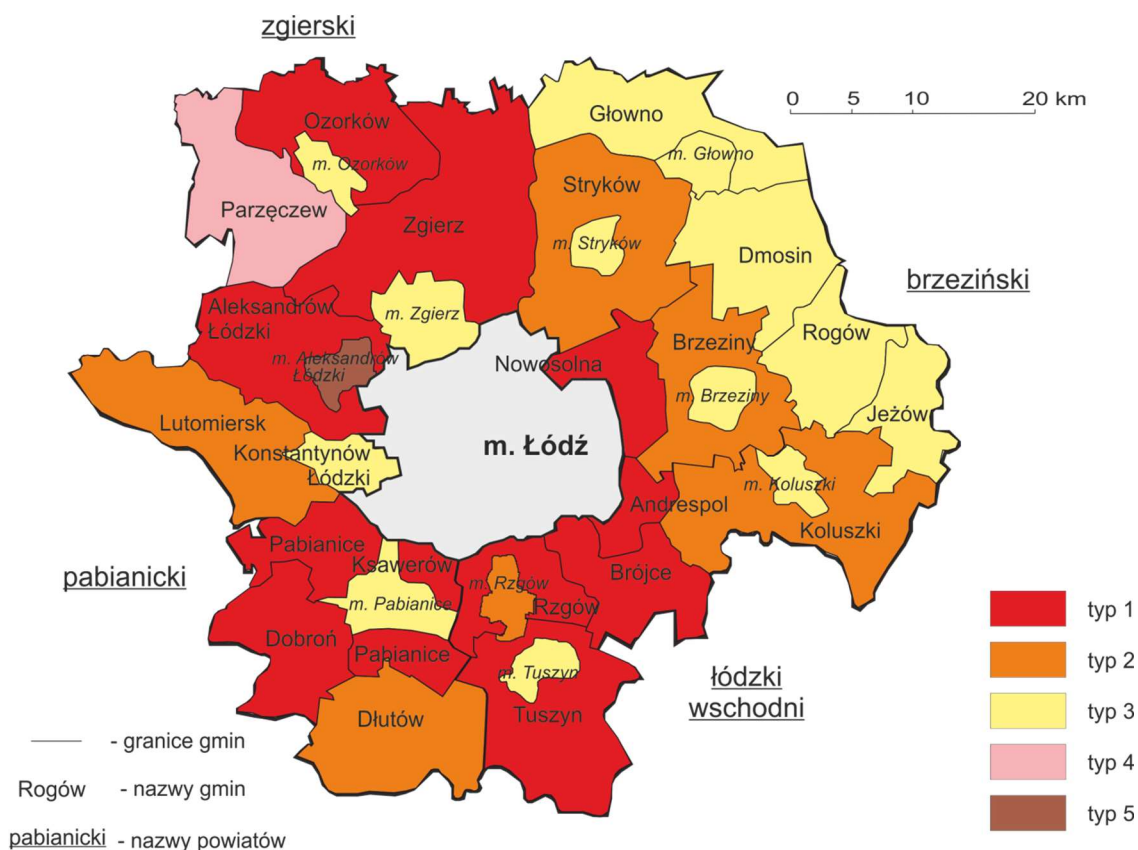 zgierski
0 5 10 20 km
Głowno
Ozorków
m. Głowno
m. Ozorków
Stryków
Parzęczew
Zgierz
m. Stryków
Dmosin
brzeziński
Aleksandrów
Łódzki
m. Zgierz
Rogów
Brzeziny
m. Aleksandrów
Łódzki
Nowosolna
m. Brzeziny
Jeżów
Lutomiersk
Konstantynów
Łódzki
m. Łódź
m. Koluszki
Andrespol
Koluszki
Pabianice
Ksawerów
Brójce
pabianicki
m. Rzgów
m. Pabianice
Rzgów
Dobroń
Pabianice
m. Tuszyn
łódzki
wschodni
Tuszyn
Dłutów
typ 1
typ 2
typ 3
typ 4
typ 5
- granice gmin
Rogów - nazwy gmin
pabianicki - nazwy powiatów